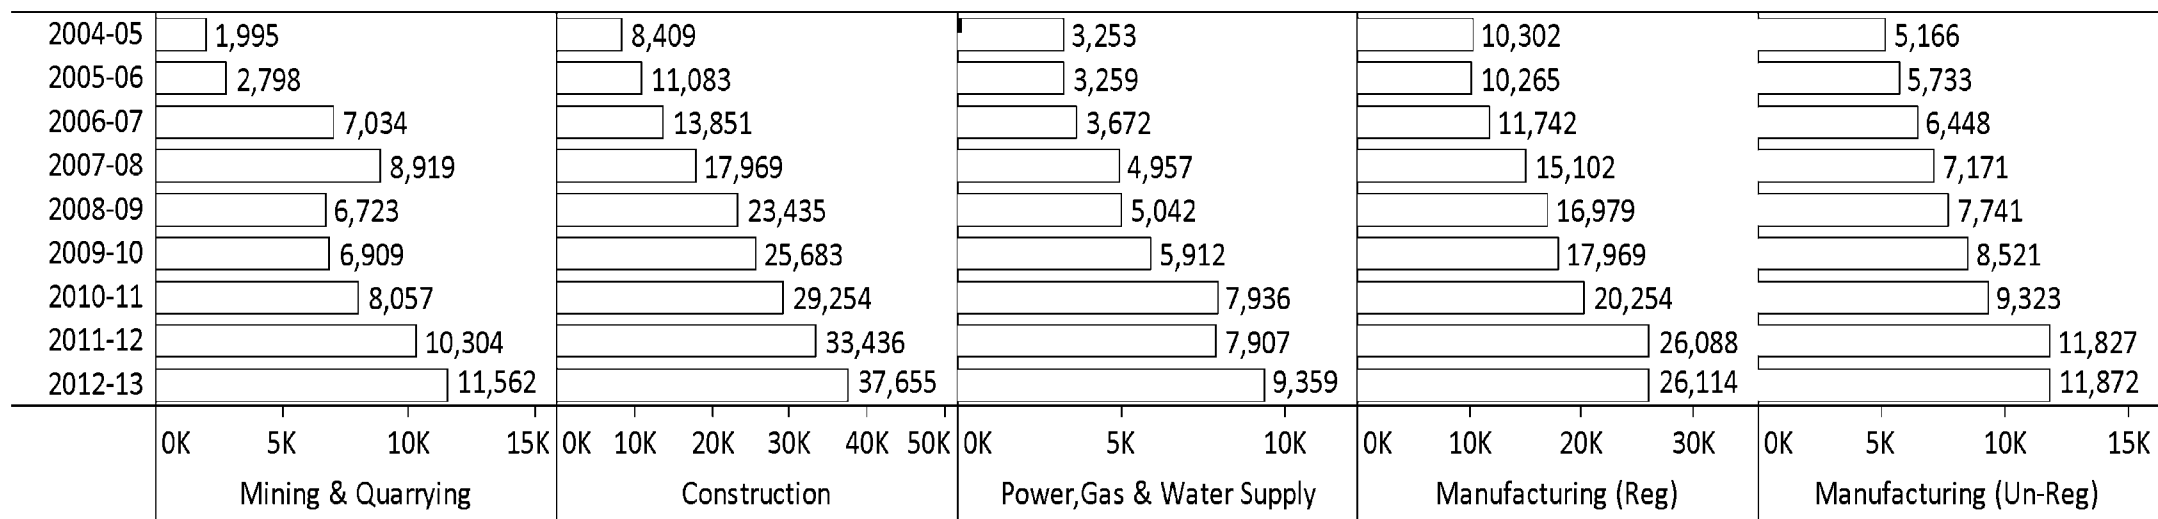 2004-05 1,995 8,409 3,253 10,302 5,166
2005-06 2,798 11,083 3,259 10,265 5,733
2006-07 7,034 13,851 3,672 11,742 6,448
2007-08 8,919 17,969 4,957 15,102 7,171
2008-09 6,723 23,435 5,042 16,979 7,741
2009-10 6,909 25,683 5,912 17,969 8,521
2010-11 8,057 29,254 7,936 20,254 9,323
2011-12 10,304 33,436 7,907 26,088 11,827
2012-13 11,562 37,655 9,359 26,114 11,872
0K 5K 10K 15K 0K 10K 20K 30K 40K 50K 0K 5K 10K 0K 10K 20K 30K 0K 5K 10K 15K
Mining & Quarrying Construction Power,Gas & Water Supply Manufacturing (Reg) Manufacturing (Un-Reg)